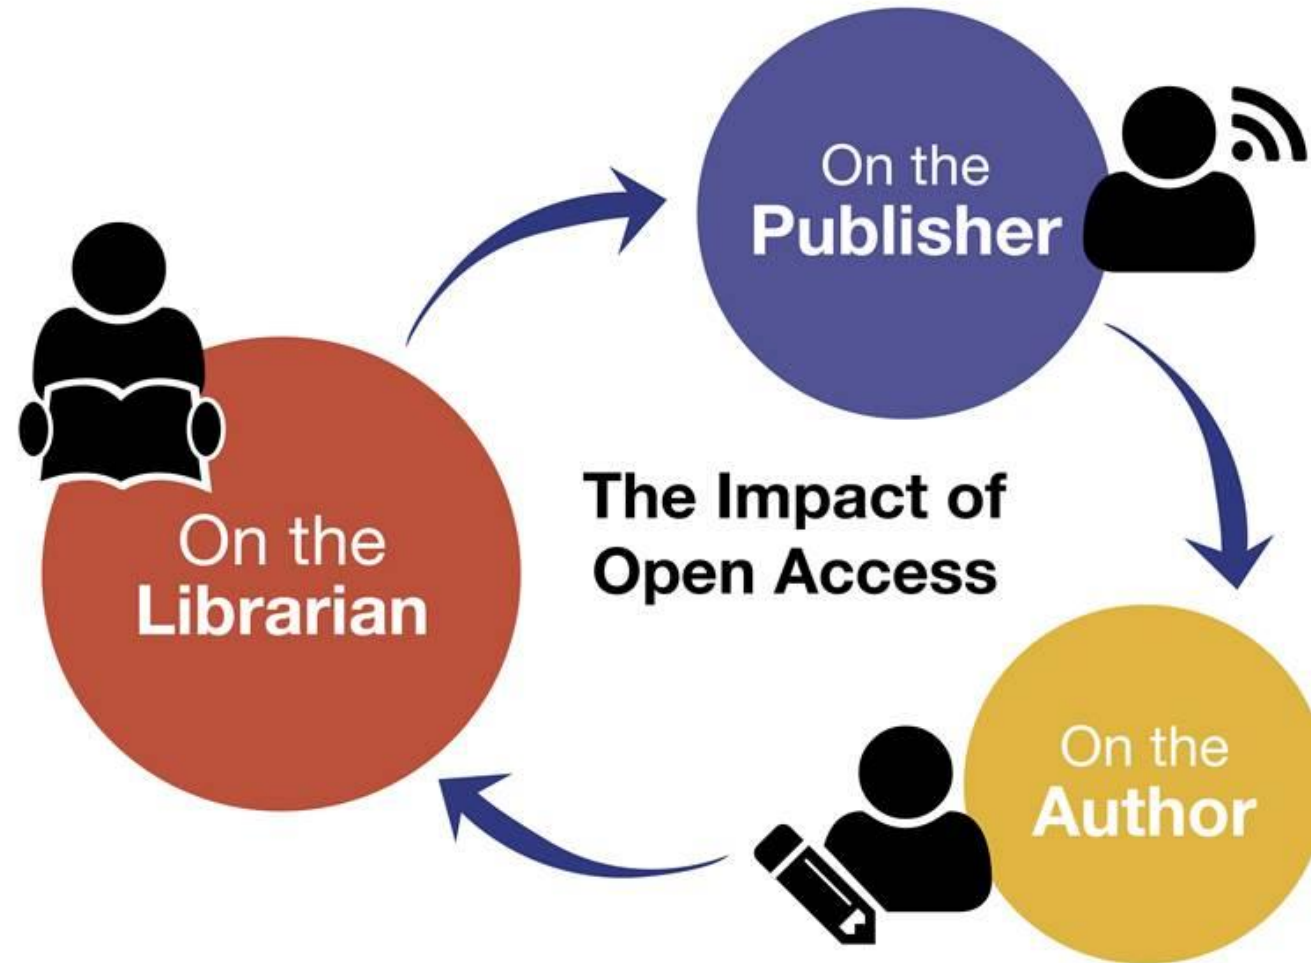 On the
Publisher
On the
Librarian
The Impact of
Open Access
On the
Author